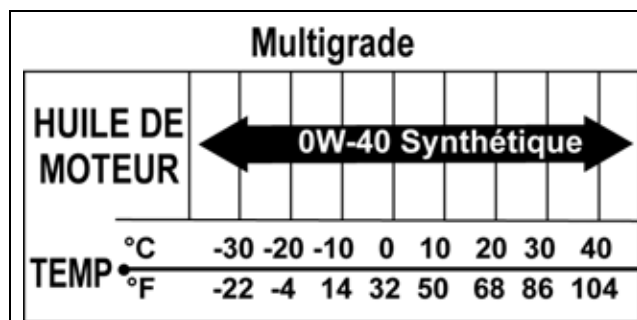 Multigrade
HUILE DE
MOTEUR
0W-40 Synthétique
TEMP
°C -30 -20 -10 0 10 20 30 40
°F -22 -4 14 32 50 68 86 104